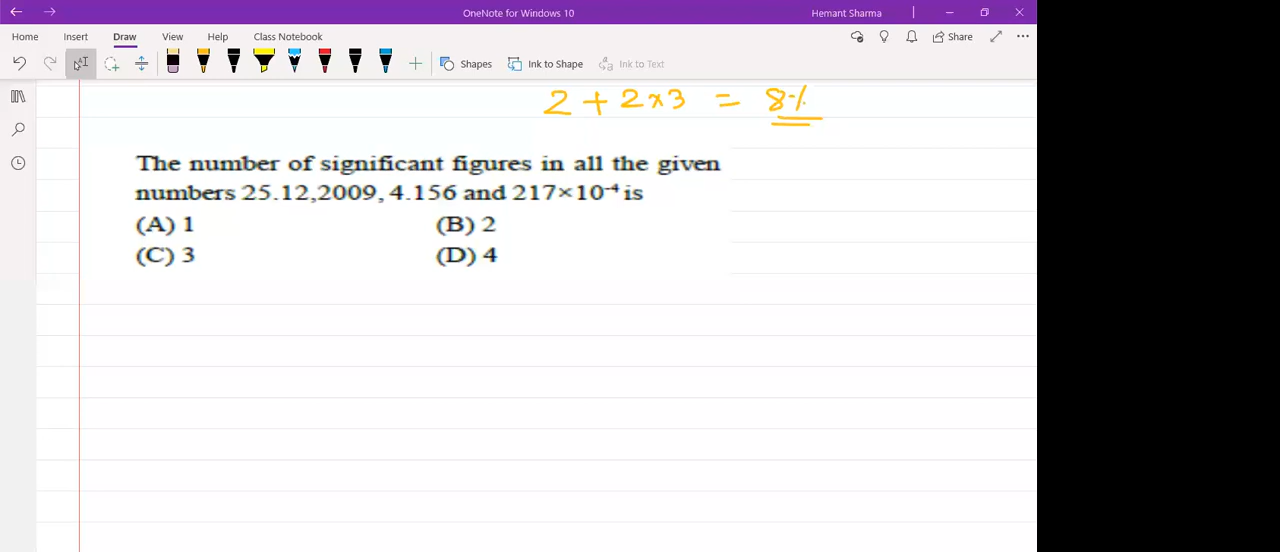 OneNote for Windows 10
Hemant Sharma
Home Insert Draw View Help Class Notebook
Share
Shapes Ink to Shape Ink to Text
2 + 2 × 3 = 8%
The number of significant figures in all the given
numbers 25.12,2009, 4.156 and 217×10⁻⁴ is
(A) 1 (B) 2
(C) 3 (D) 4